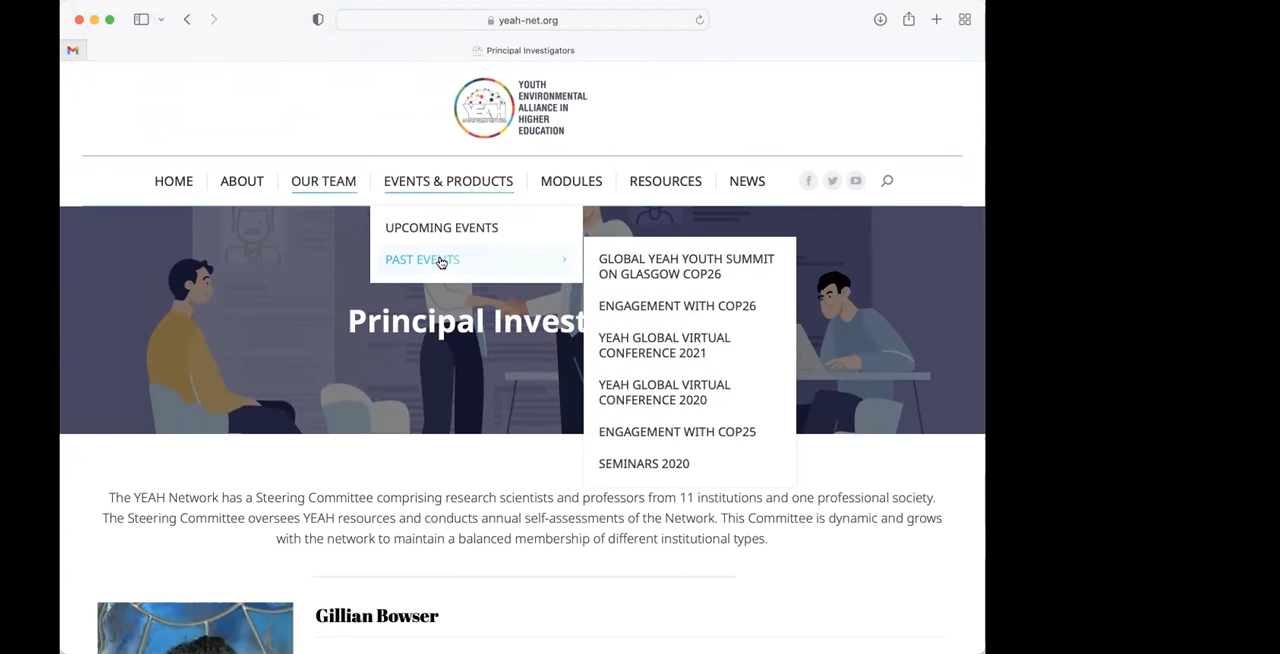 yeah-net.org
Principal Investigators
YOUTH
ENVIRONMENTAL
ALLIANCE IN
HIGHER
EDUCATION
YEAH
HOME
ABOUT
OUR TEAM
EVENTS & PRODUCTS
MODULES
RESOURCES
NEWS
UPCOMING EVENTS
PAST EVENTS
GLOBAL YEAH YOUTH SUMMIT
ON GLASGOW COP26
ENGAGEMENT WITH COP26
YEAH GLOBAL VIRTUAL
CONFERENCE 2021
YEAH GLOBAL VIRTUAL
CONFERENCE 2020
ENGAGEMENT WITH COP25
SEMINARS 2020
Principal Invest
The YEAH Network has a Steering Committee comprising research scientists and professors from 11 institutions and one professional society.
The Steering Committee oversees YEAH resources and conducts annual self-assessments of the Network. This Committee is dynamic and grows
with the network to maintain a balanced membership of different institutional types.
Gillian Bowser